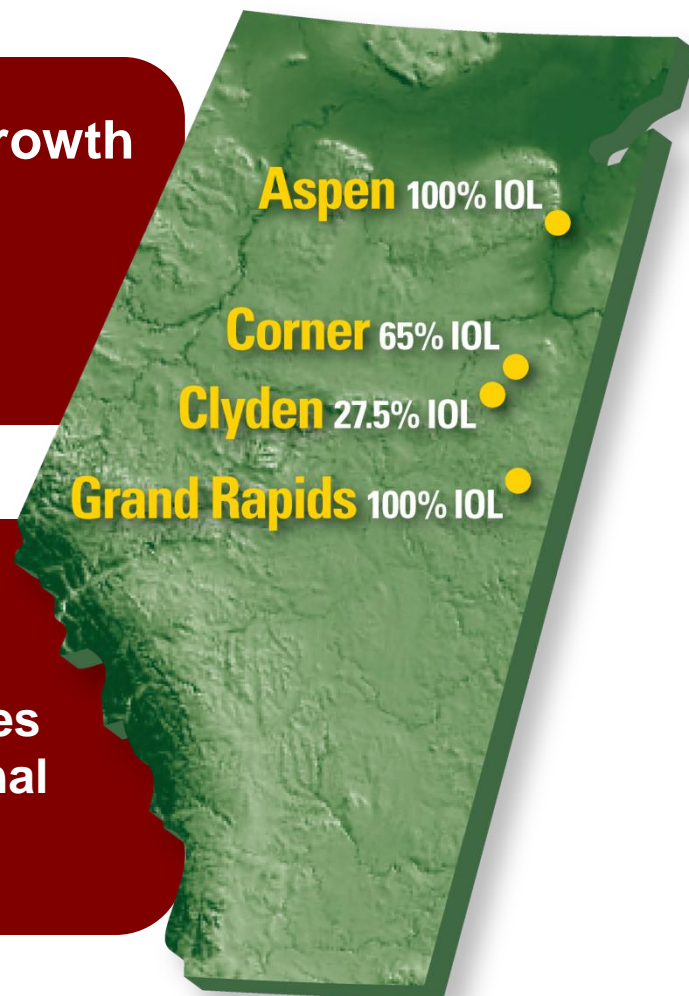 rowth
Aspen 100% IOL
Corner 65% IOL
Clyden 27.5% IOL
Grand Rapids 100% IOL
es
nal